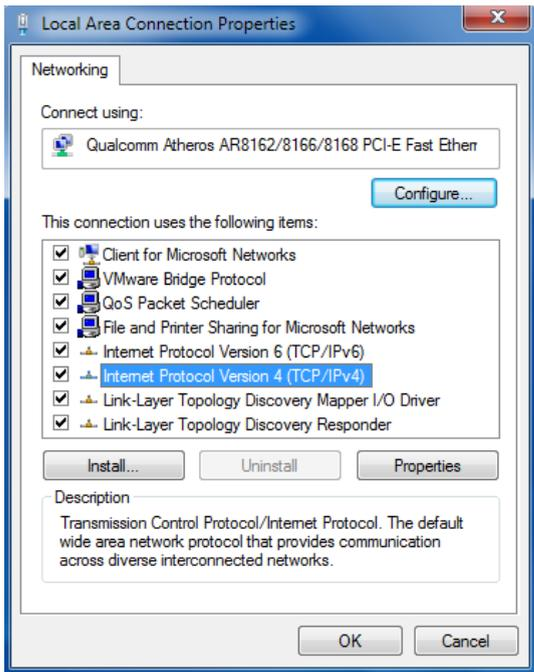 Local Area Connection Properties
Networking
Connect using:
Qualcomm Atheros AR8162/8166/8168 PCI-E Fast
Configure...
This connection uses the following items:
Client for Microsoft Networks
VMware Bridge Protocol
QoS Packet Scheduler
File and Printer Sharing for Microsoft Networks
Internet Protocol Version 6 (TCP/IPv6)
Internet Protocol Version 4 (TCP/IPv4)
Link-Layer Topology Discovery Mapper I/O Driver
Link-Layer Topology Discovery Responder
Install...
Uninstall
Properties
Description
Transmission Control Protocol/Internet Protocol. The default
wide area network protocol that provides communication
across diverse interconnected networks.
OK
Cancel